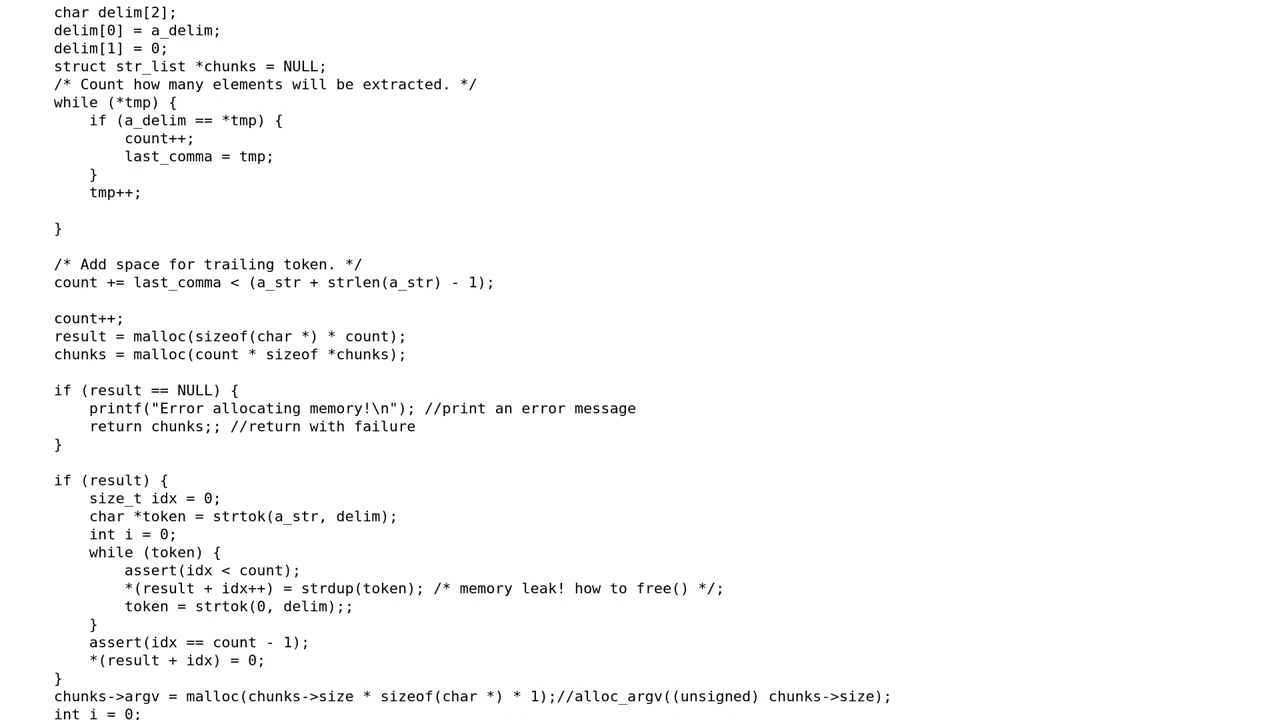 char delim[2];
delim[0] = a_delim;
delim[1] = 0;
struct str_list *chunks = NULL;
/* Count how many elements will be extracted. */
while (*tmp) {
    if (a_delim == *tmp) {
        count++;
        last_comma = tmp;
    }
    tmp++;

}

/* Add space for trailing token. */
count += last_comma < (a_str + strlen(a_str) - 1);

count++;
result = malloc(sizeof(char *) * count);
chunks = malloc(count * sizeof *chunks);

if (result == NULL) {
    printf("Error allocating memory!\n"); //print an error message
    return chunks;; //return with failure
}

if (result) {
    size_t idx = 0;
    char *token = strtok(a_str, delim);
    int i = 0;
    while (token) {
        assert(idx < count);
        *(result + idx++) = strdup(token); /* memory leak! how to free() */;
        token = strtok(0, delim);;
    }
    assert(idx == count - 1);
    *(result + idx) = 0;
}
chunks->argv = malloc(chunks->size * sizeof(char *) * 1);//alloc_argv((unsigned) chunks->size);
int i = 0;